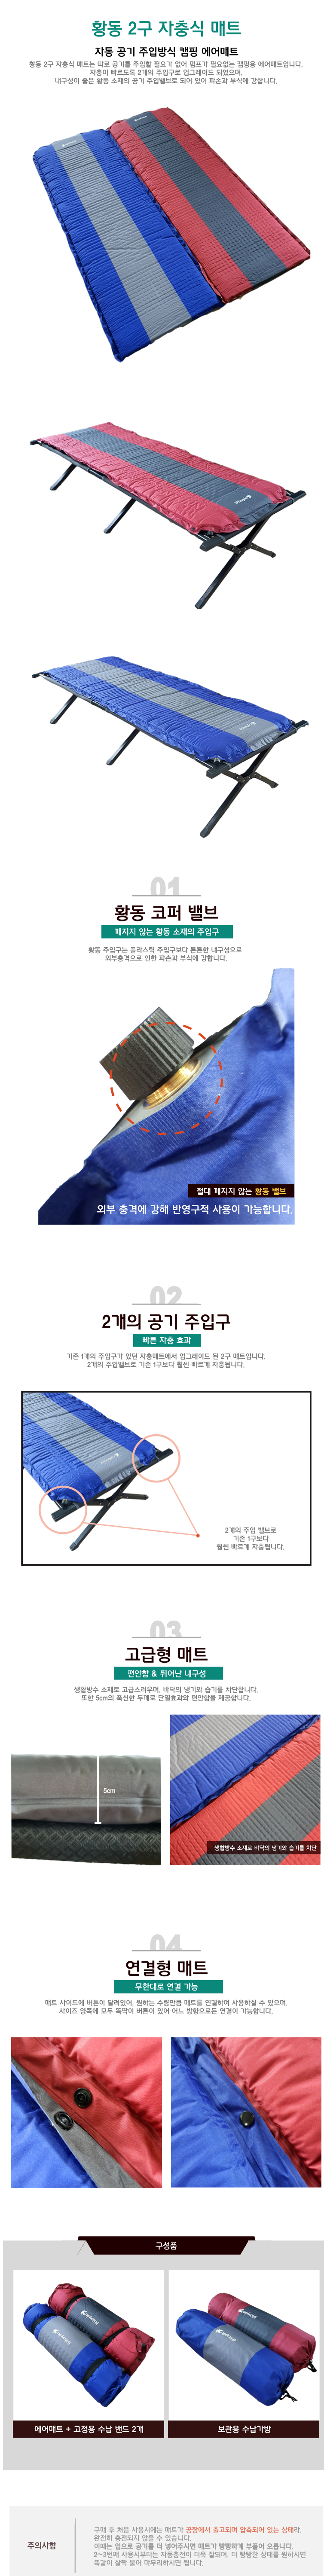 황동 2구 자충식 매트
자동 공기 주입방식 캠핑 에어매트
황동 2구 자충식 매트는 따로 공기를 주입할 필요가 없어 펌프가 필요없는 캠핑용 에어매트입니다.
자충이 빠르도록 2개의 주입구로 업그레이드 되었으며,
내구성이 좋은 황동 소재의 공기 주입밸브로 되어 있어 파손과 부식에 강합니다.
01
황동 코퍼 밸브
깨지지 않는 황동 소재의 주입구
황동 주입구는 플라스틱 주입구보다 튼튼한 내구성으로
외부충격으로 인한 파손과 부식에 강합니다.
절대 깨지지 않는 황동 밸브
외부 충격에 강해 반영구적 사용이 가능합니다.
02
2개의 공기 주입구
빠른 자충 효과
기존 1개의 주입구가 있던 자충매트에서 업그레이드 된 2구 매트입니다.
2개의 주입밸브로 기존 1구보다 훨씬 빠르게 자충됩니다.
2개의 주입 밸브로
기존 1구보다
훨씬 빠르게 자충됩니다.
03
고급형 매트
편안함 & 뛰어난 내구성
생활방수 소재로 고급스러우며, 바닥의 냉기와 습기를 차단합니다.
또한 5cm의 푹신한 두께로 단열효과와 편안함을 제공합니다.
5cm
생활방수 소재로 바닥의 냉기와 습기를 차단
04
연결형 매트
무한대로 연결 가능
매트 사이드에 버튼이 달려있어, 원하는 수량만큼 매트를 연결하여 사용하실 수 있으며,
사이즈 양쪽에 모두 똑딱이 버튼이 있어 어느 방향으로든 연결이 가능합니다.
구성품
에어매트 + 고정용 수납 밴드 2개
보관용 수납가방
주의사항
구매 후 처음 사용시에는 매트가 공장에서 출고되며 압축되어 있는 상태라,
완전히 충전되지 않을 수 있습니다.
이때는 입으로 공기를 더 넣어주시면 매트가 빵빵하게 부풀어 오릅니다.
2~3번째 사용시부터는 자동충전이 더욱 잘되며, 더 빵빵한 상태를 원하시면
똑같이 살짝 불어 마무리하시면 됩니다.